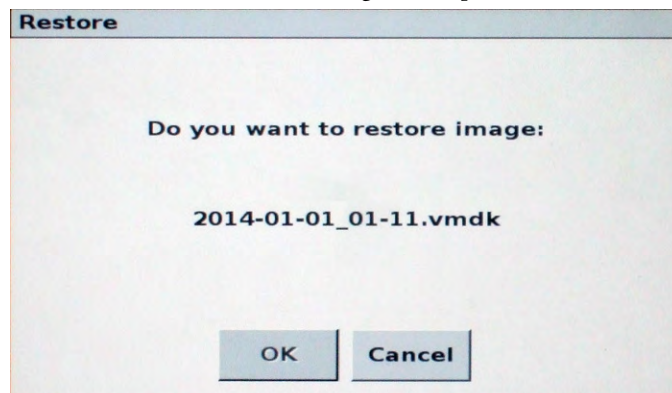 Restore
Do you want to restore image:
2014-01-01_01-11.vmdk
OK
Cancel